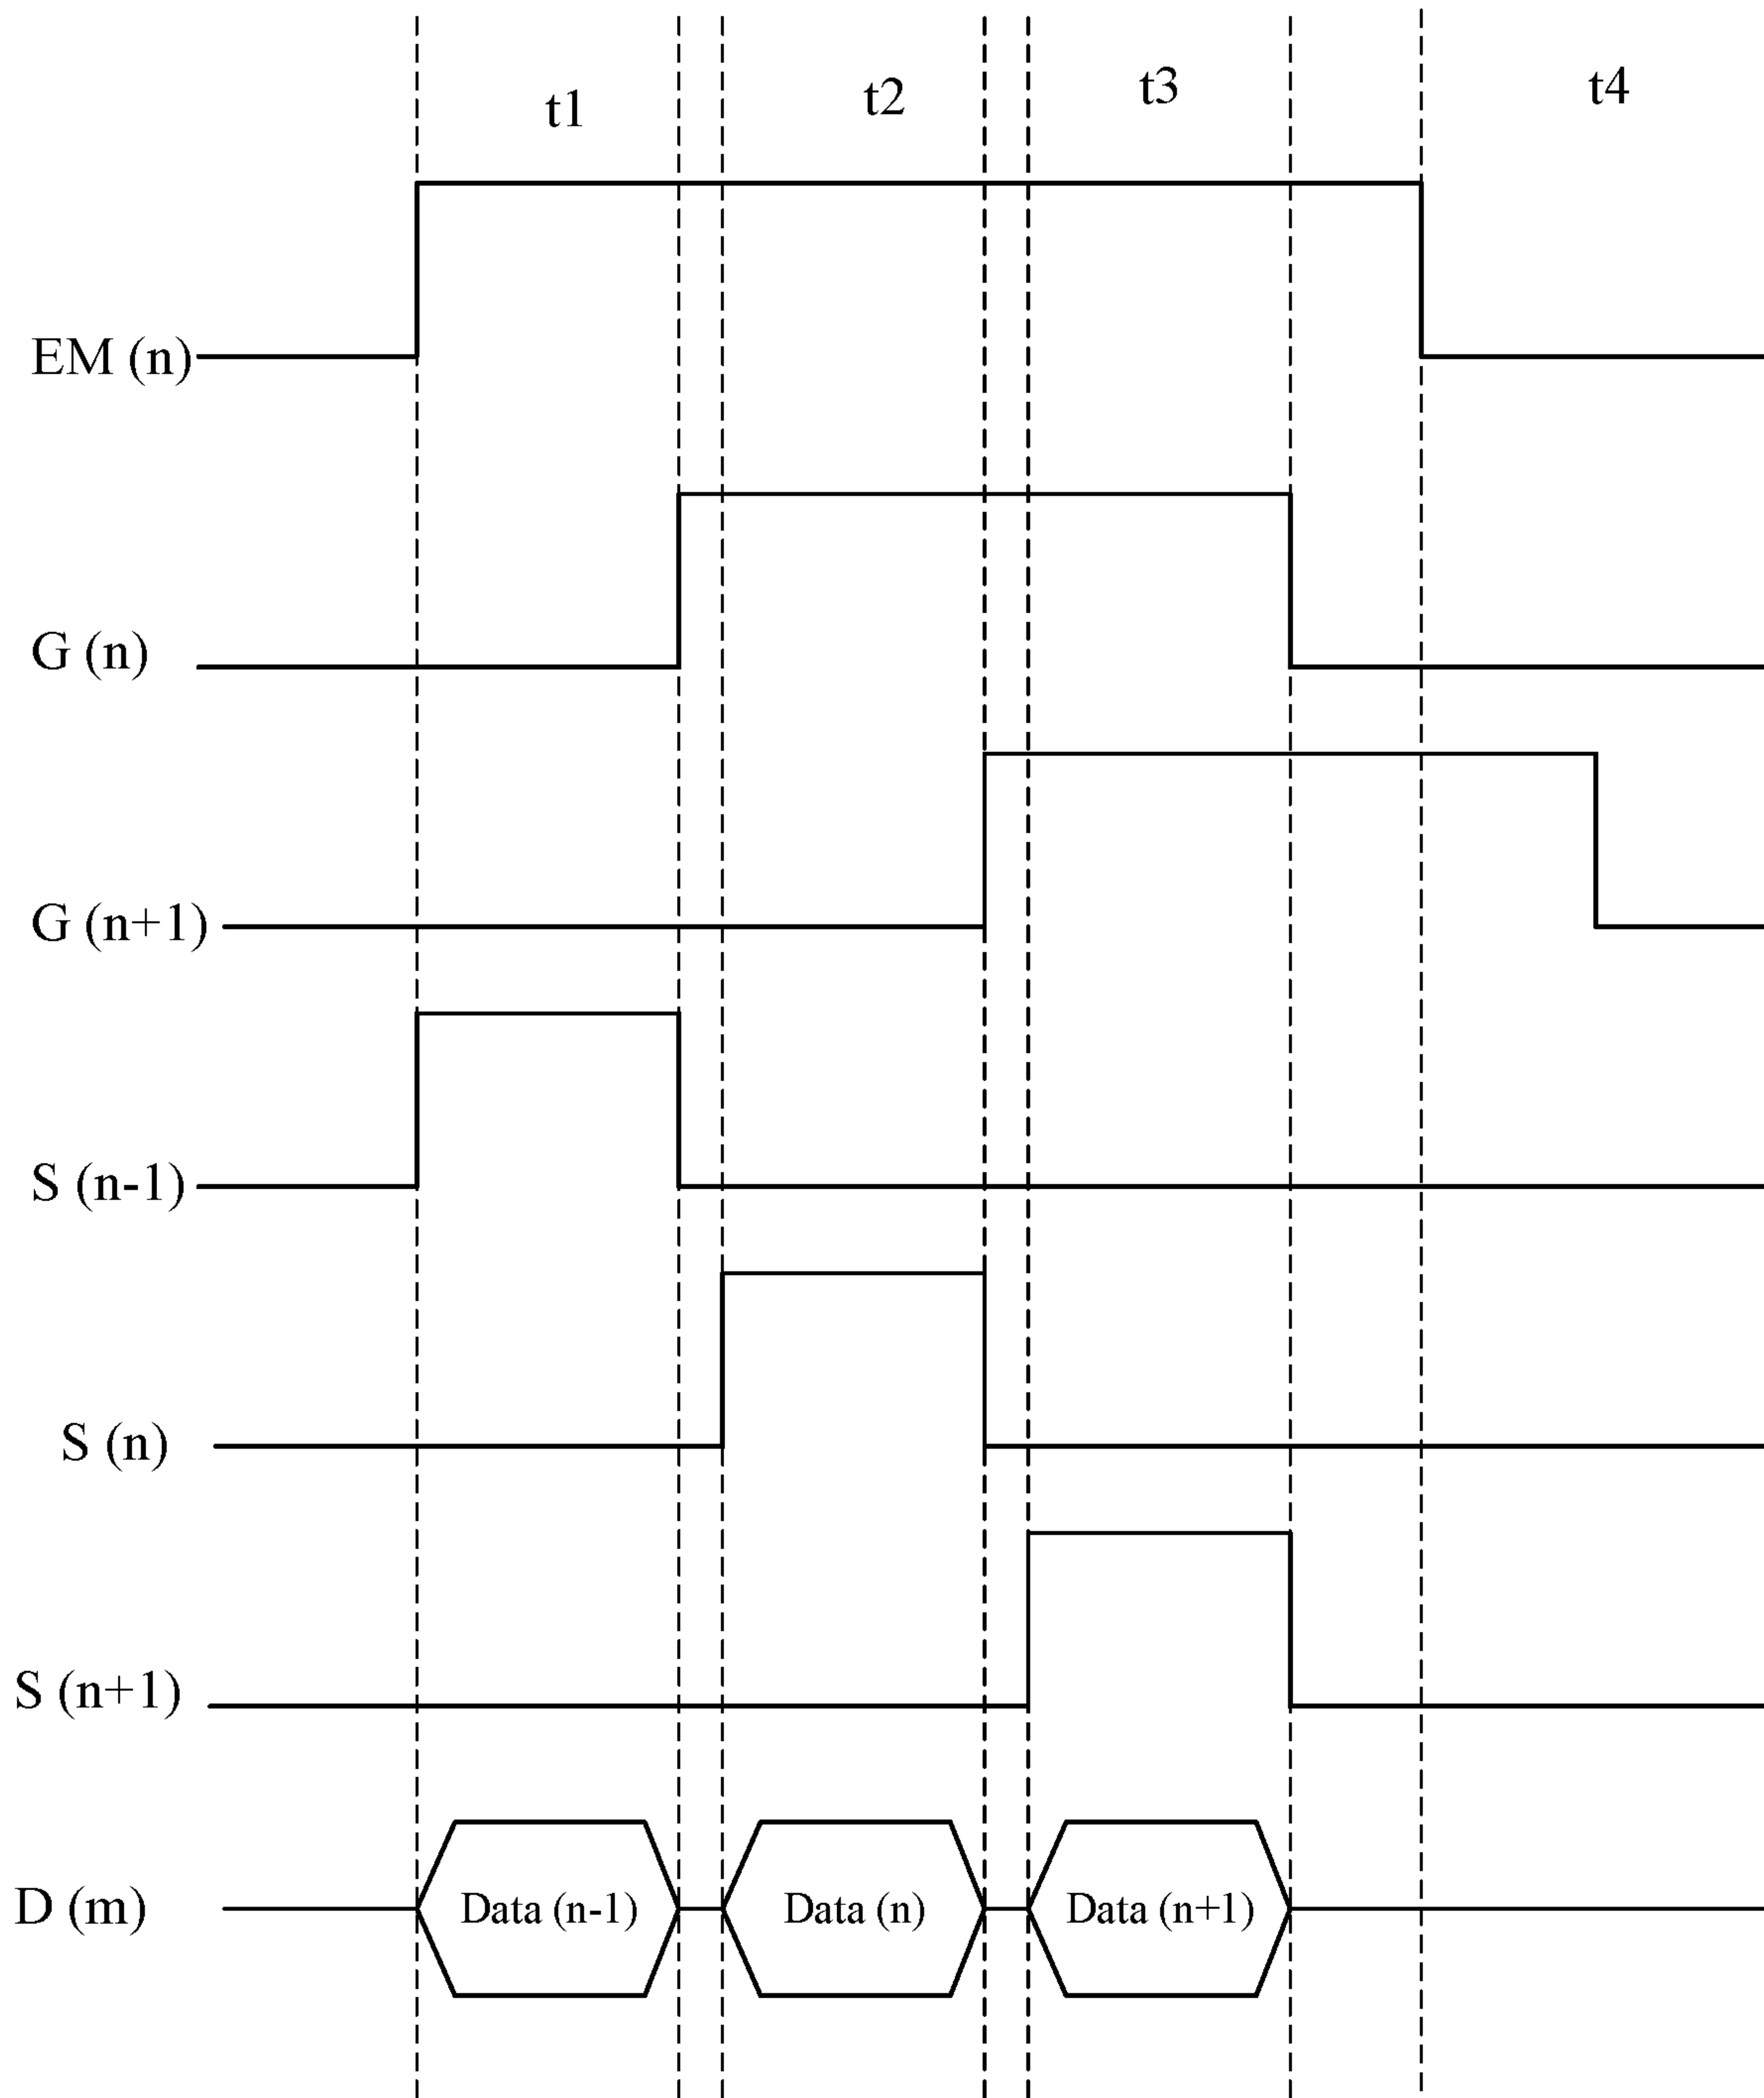 t1 t2 t3 t4
EM (n)
G (n)
G (n+1)
S (n-1)
S (n)
S (n+1)
D (m) Data (n-1) Data (n) Data (n+1)